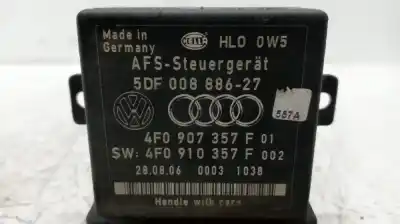 Made in
Germany
HELLA
HLO 0W5
AFS-Steuergerät
5DF 008 886-27
587A
4F0 907 357 F 01
SW: 4F0 910 357 F 002
28.08.06 0003 1038
Handle with care